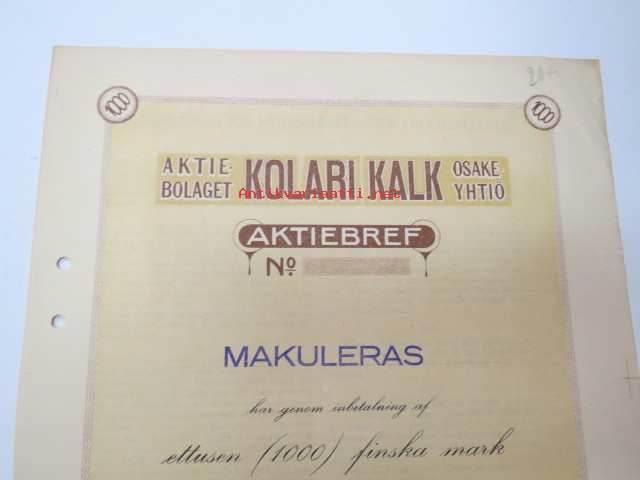 20-
1000 1000
AKTIE- KOLARI KALK OSAKE-
BOLAGET YHTIÖ
Antikvariaatti.net
AKTIEBREF
No
MAKULERAS
har genom inbetalning af
ettusen (1000) finska mark